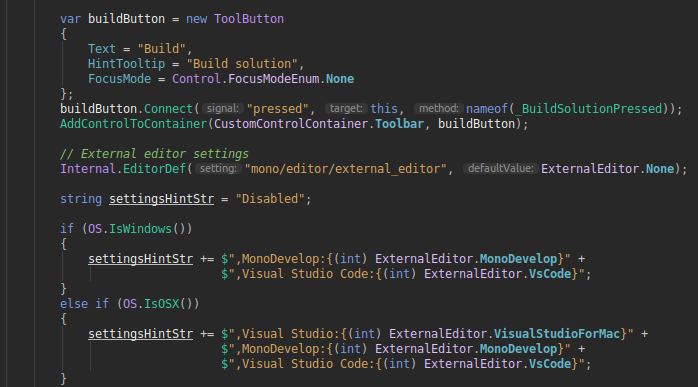 var buildButton = new ToolButton
{
    Text = "Build",
    HintTooltip = "Build solution",
    FocusMode = Control.FocusModeEnum.None
};
buildButton.Connect( signal: "pressed", target: this, method: nameof(_BuildSolutionPressed));
AddControlToContainer(CustomControlContainer.Toolbar, buildButton);

// External editor settings
Internal.EditorDef( setting: "mono/editor/external_editor", defaultValue: ExternalEditor.None);

string settingsHintStr = "Disabled";

if (OS.IsWindows())
{
    settingsHintStr += $",MonoDevelop:{(int) ExternalEditor.MonoDevelop}" +
                       $",Visual Studio Code:{(int) ExternalEditor.VsCode}";
}
else if (OS.IsOSX())
{
    settingsHintStr += $",Visual Studio:{(int) ExternalEditor.VisualStudioForMac}" +
                       $",MonoDevelop:{(int) ExternalEditor.MonoDevelop}" +
                       $",Visual Studio Code:{(int) ExternalEditor.VsCode}";
}